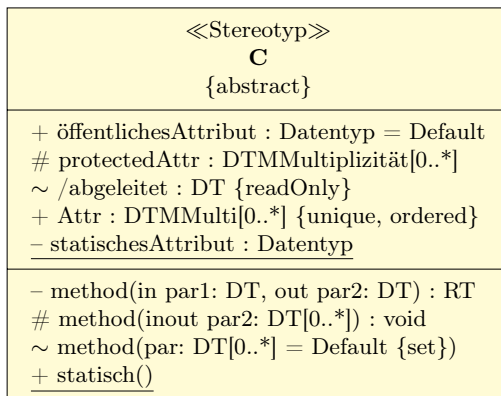 ≪Stereotyp≫
C
{abstract}
+ öffentlichesAttribut : Datentyp = Default
# protectedAttr : DTMMultiplizität[0..*]
∼ /abgeleitet : DT {readOnly}
+ Attr : DTMMulti[0..*] {unique, ordered}
– statischesAttribut : Datentyp
– method(in par1: DT, out par2: DT) : RT
# method(inout par2: DT[0..*]) : void
∼ method(par: DT[0..*] = Default {set})
+ statisch()